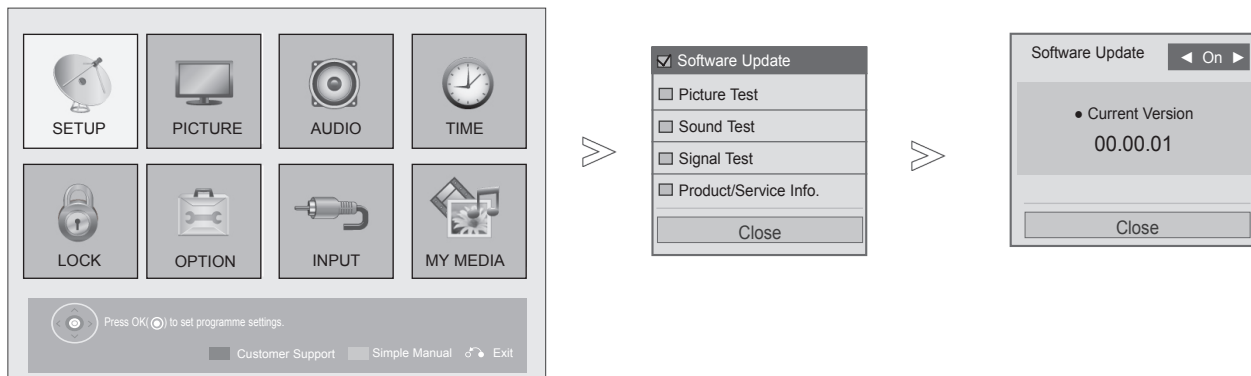 SETUP
PICTURE
AUDIO
TIME
LOCK
OPTION
INPUT
MY MEDIA
Press OK( ) to set programme settings.
Customer Support Simple Manual Exit
Software Update
Picture Test
Sound Test
Signal Test
Product/Service Info.
Close
Software Update ◄ On ►
• Current Version
00.00.01
Close